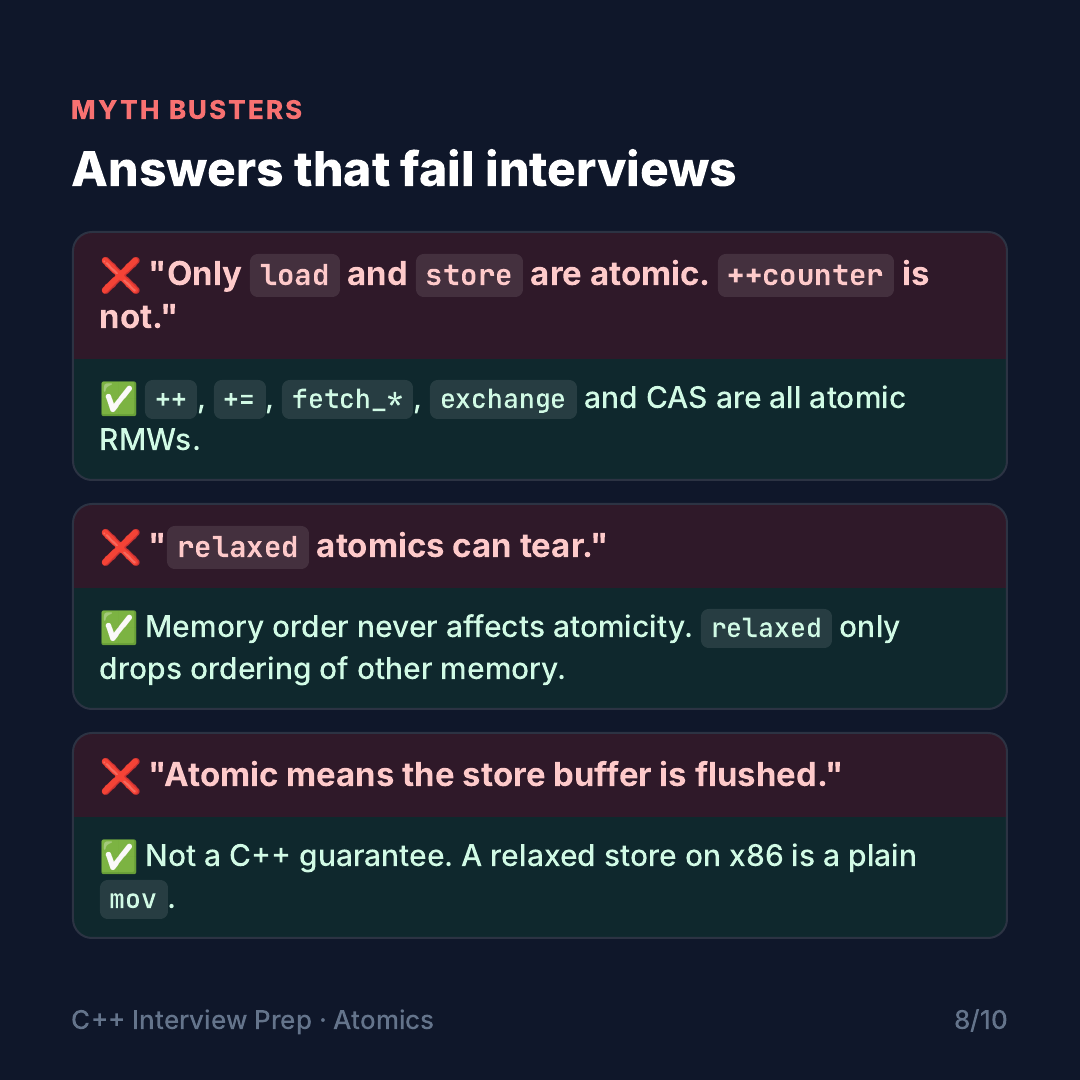 MYTH BUSTERS
Answers that fail interviews
❌ "Only load and store are atomic. ++counter is
not."
✅ ++, +=, fetch_*, exchange and CAS are all atomic
RMWs.
❌ "relaxed atomics can tear."
✅ Memory order never affects atomicity. relaxed only
drops ordering of other memory.
❌ "Atomic means the store buffer is flushed."
✅ Not a C++ guarantee. A relaxed store on x86 is a plain
mov.
C++ Interview Prep · Atomics
8/10